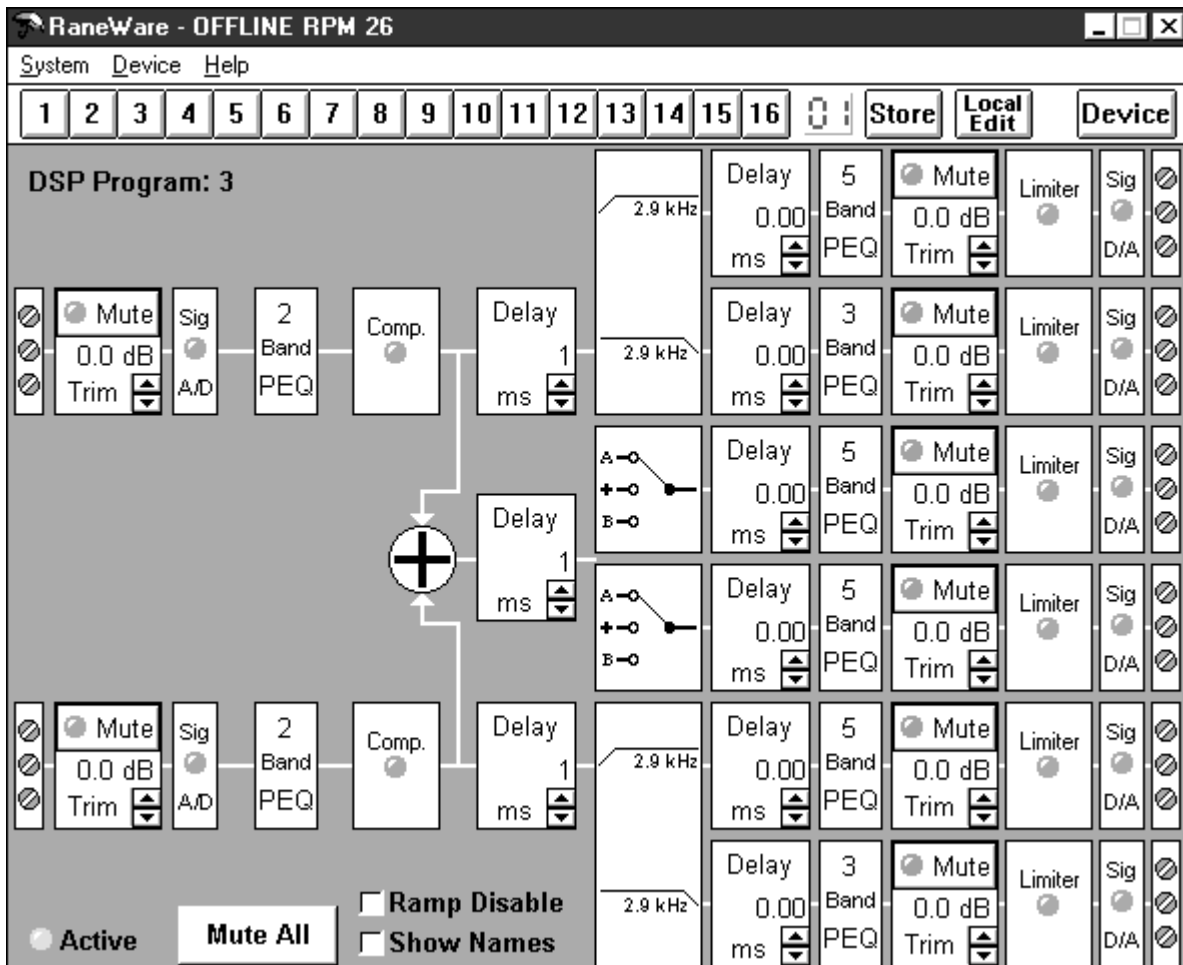 RaneWare - OFFLINE RPM 26
System Device Help
1 2 3 4 5 6 7 8 9 10 11 12 13 14 15 16 01 Store Local Edit Device
DSP Program: 3
2.9 kHz
Delay
0.00
ms
5
Band
PEQ
Mute
0.0 dB
Trim
Limiter
Sig
D/A
Mute
0.0 dB
Trim
Sig
A/D
2
Band
PEQ
Comp.
Delay
1
ms
2.9 kHz
Delay
0.00
ms
3
Band
PEQ
Mute
0.0 dB
Trim
Limiter
Sig
D/A
A
+
B
Delay
0.00
ms
5
Band
PEQ
Mute
0.0 dB
Trim
Limiter
Sig
D/A
+
Delay
1
ms
A
+
B
Delay
0.00
ms
5
Band
PEQ
Mute
0.0 dB
Trim
Limiter
Sig
D/A
Mute
0.0 dB
Trim
Sig
A/D
2
Band
PEQ
Comp.
Delay
1
ms
2.9 kHz
Delay
0.00
ms
5
Band
PEQ
Mute
0.0 dB
Trim
Limiter
Sig
D/A
2.9 kHz
Delay
0.00
ms
3
Band
PEQ
Mute
0.0 dB
Trim
Limiter
Sig
D/A
Active
Mute All
Ramp Disable
Show Names